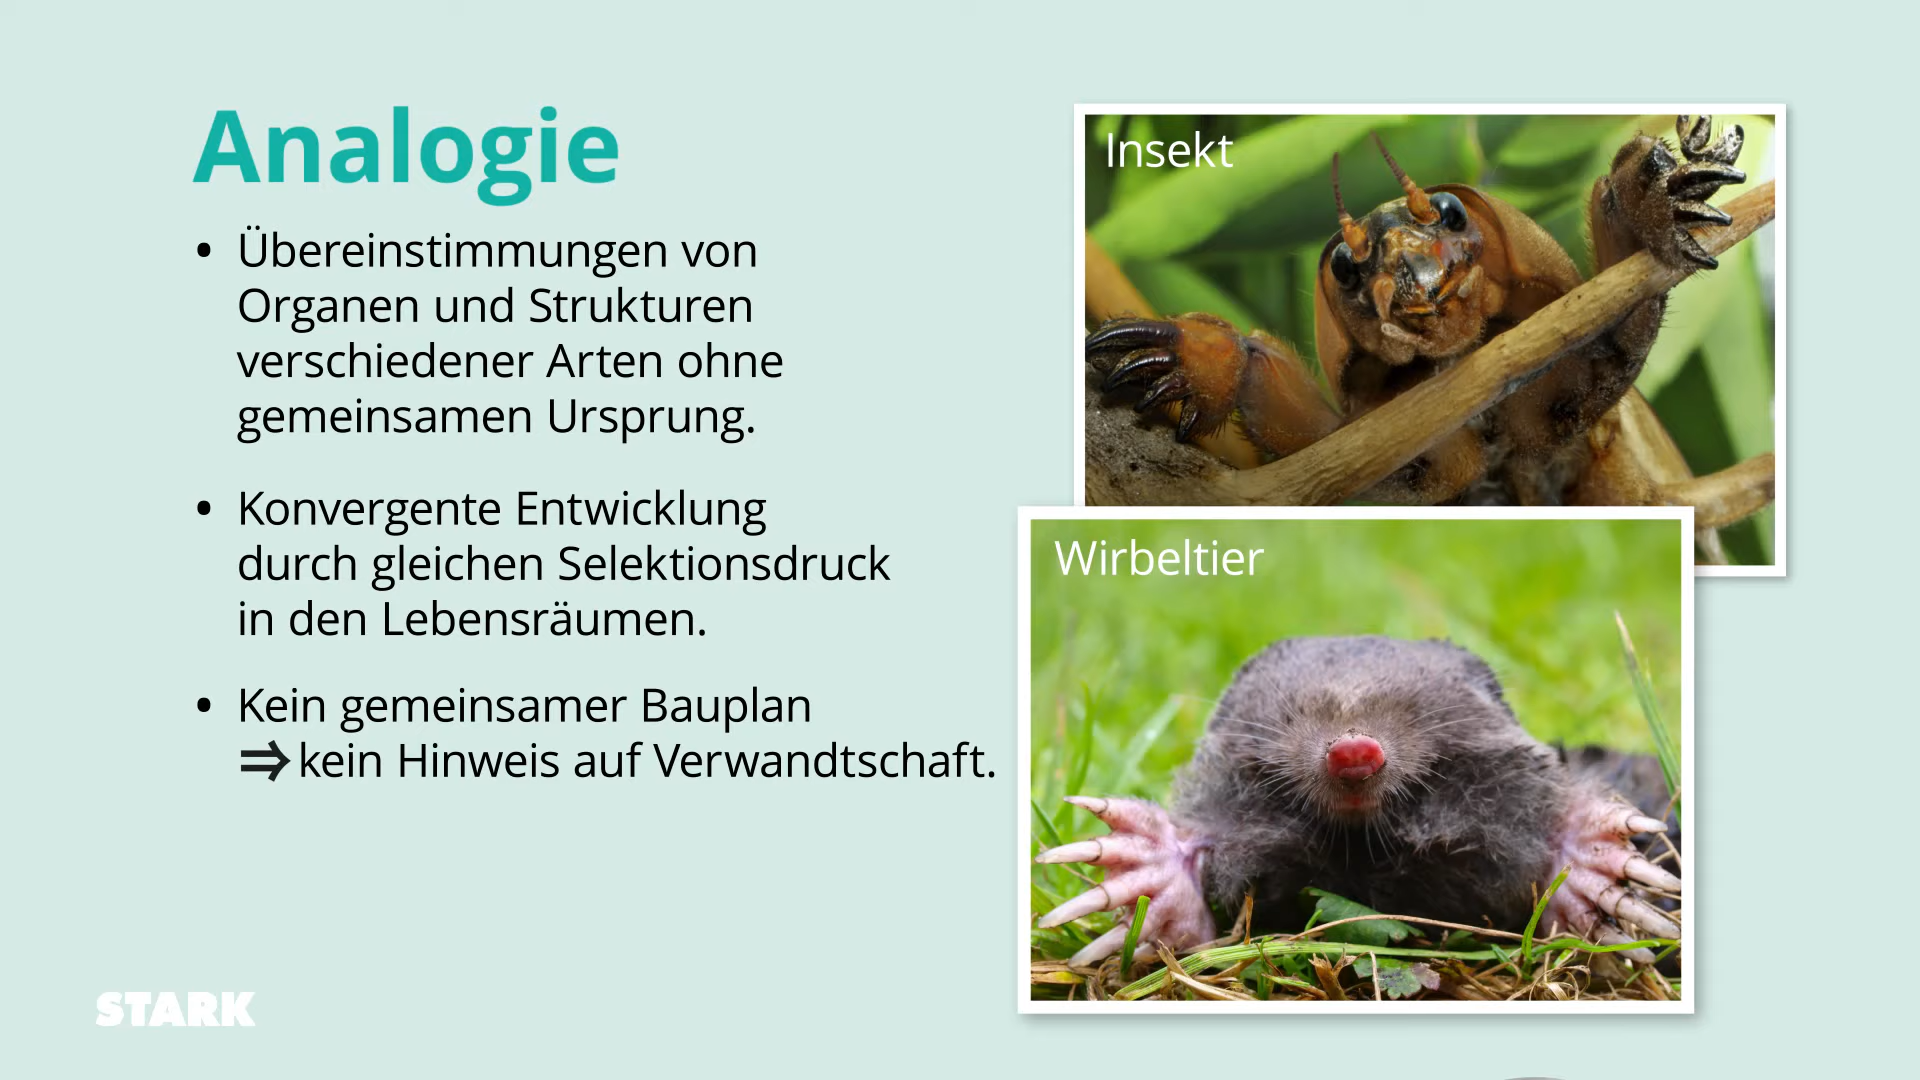 Analogie
• Übereinstimmungen von
Organen und Strukturen
verschiedener Arten ohne
gemeinsamen Ursprung.
• Konvergente Entwicklung
durch gleichen Selektionsdruck
in den Lebensräumen.
• Kein gemeinsamer Bauplan
⇒ kein Hinweis auf Verwandtschaft.
Insekt
Wirbeltier
STARK